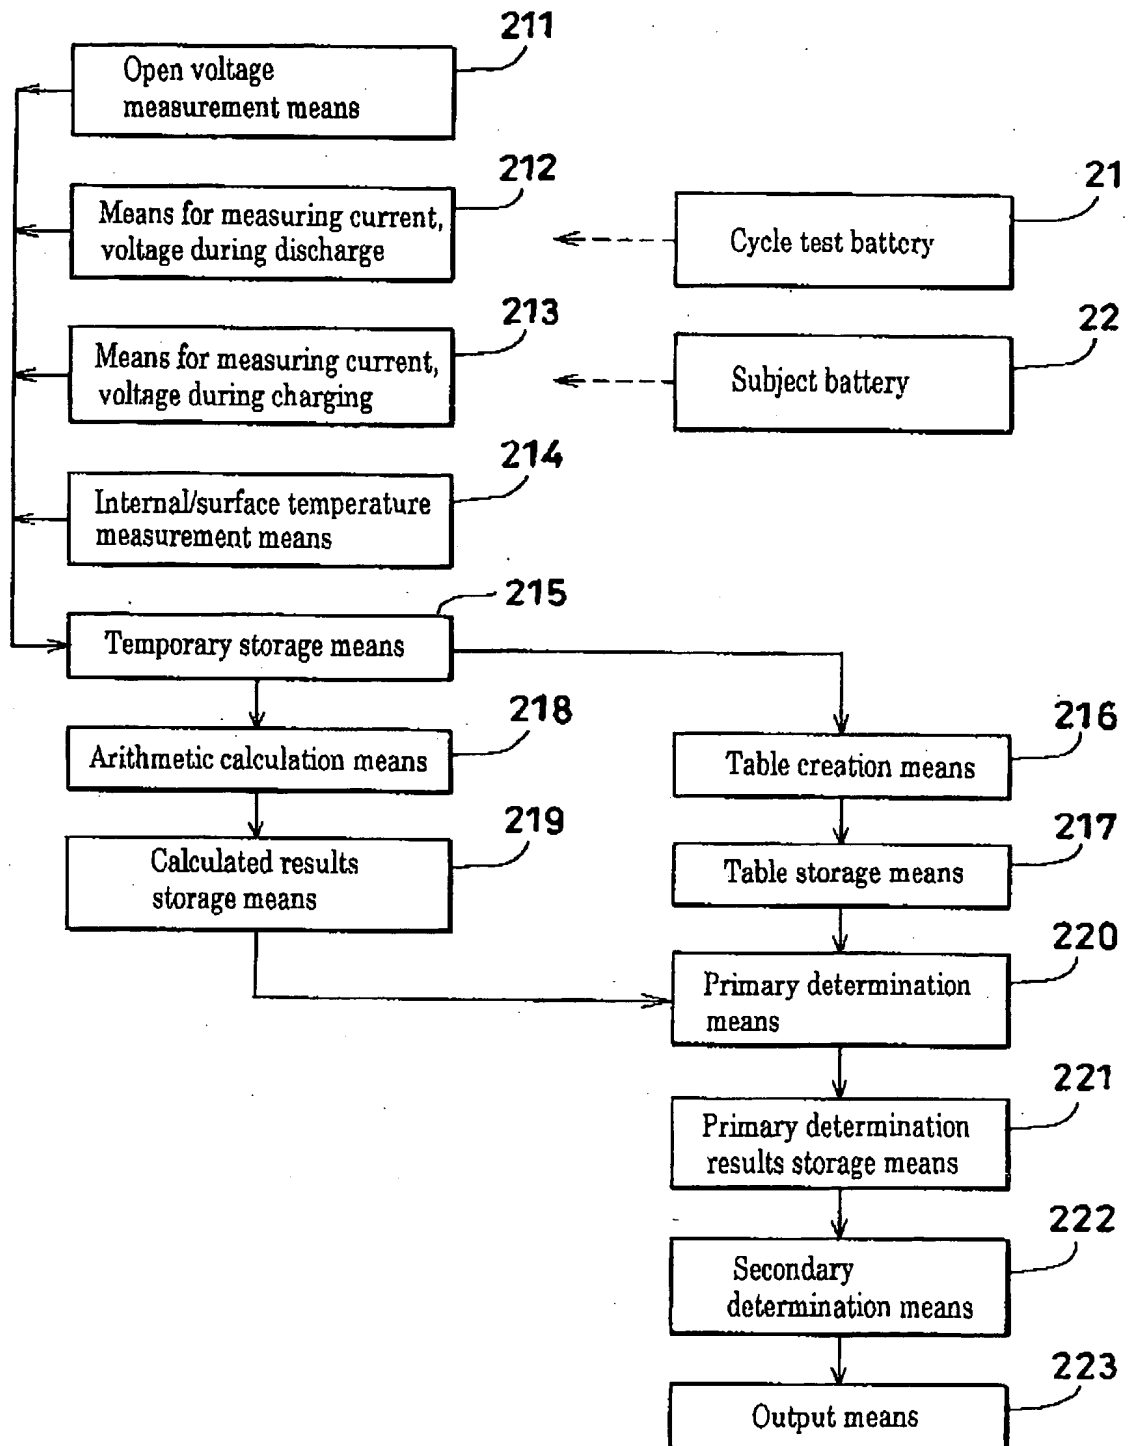 211
Open voltage
measurement means
212
Means for measuring current,
voltage during discharge
21
Cycle test battery
213
Means for measuring current,
voltage during charging
22
Subject battery
214
Internal/surface temperature
measurement means
215
Temporary storage means
218
Arithmetic calculation means
216
Table creation means
219
Calculated results
storage means
217
Table storage means
220
Primary determination
means
221
Primary determination
results storage means
222
Secondary
determination means
223
Output means